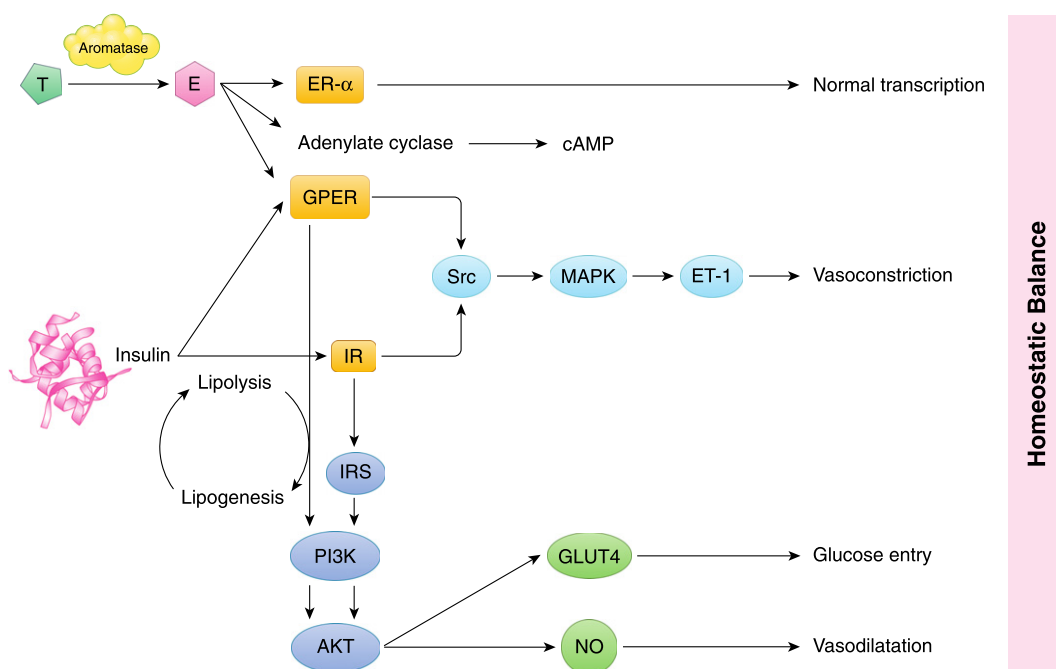 Aromatase
T
E
ER-α
Normal transcription
Adenylate cyclase
cAMP
GPER
Src
MAPK
ET-1
Vasoconstriction
Insulin
IR
Lipolysis
IRS
Lipogenesis
PI3K
GLUT4
Glucose entry
AKT
NO
Vasodilatation
Homeostatic Balance